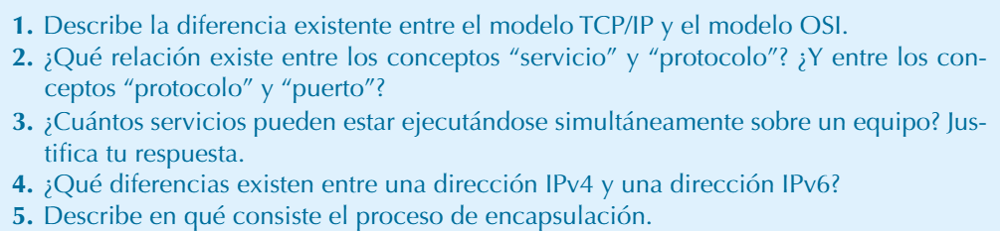 1. Describe la diferencia existente entre el modelo TCP/IP y el modelo OSI.
2. ¿Qué relación existe entre los conceptos “servicio” y “protocolo”? ¿Y entre los con-
ceptos “protocolo” y “puerto”?
3. ¿Cuántos servicios pueden estar ejecutándose simultáneamente sobre un equipo? Jus-
tifica tu respuesta.
4. ¿Qué diferencias existen entre una dirección IPv4 y una dirección IPv6?
5. Describe en qué consiste el proceso de encapsulación.